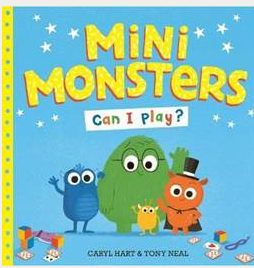 MiNi
MONSTERS
Can I Play?
CARYL HART & TONY NEAL